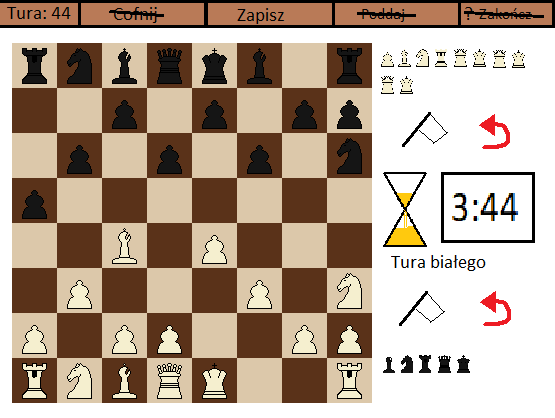 Tura: 44
Cofnij
Zapisz
Poddaj
? Zakończ
3:44
Tura białego